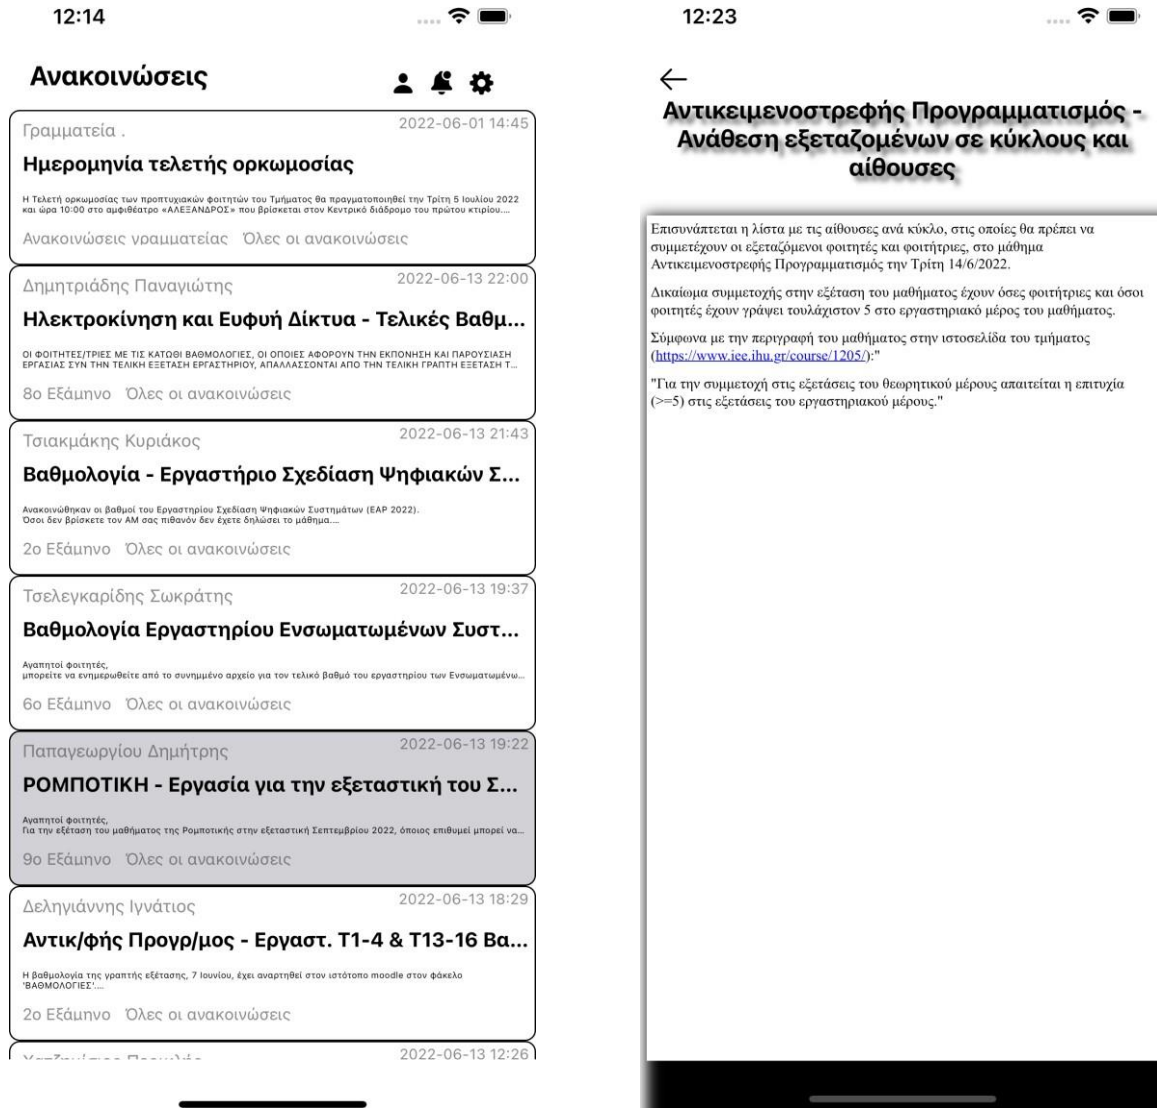 12:14
Ανακοινώσεις
Γραμματεία .
2022-06-01 14:45
Ημερομηνία τελετής ορκωμοσίας
Η Τελετή ορκωμοσίας των προπτυχιακών φοιτητών του Τμήματος θα πραγματοποιηθεί την Τρίτη 5 Ιουλίου 2022
και ώρα 10:00 στο αμφιθέατρο «ΑΛΕΞΑΝΔΡΟΣ» που βρίσκεται στον Κεντρικό διάδρομο του πρώτου κτιρίου....
Ανακοινώσεις γραμματείας Όλες οι ανακοινώσεις
Δημητριάδης Παναγιώτης
2022-06-13 22:00
Ηλεκτροκίνηση και Ευφυή Δίκτυα - Τελικές Βαθμ...
ΟΙ ΦΟΙΤΗΤΕΣ/ΤΡΙΕΣ ΜΕ ΤΙΣ ΚΑΤΩΘΙ ΒΑΘΜΟΛΟΓΙΕΣ, ΟΙ ΟΠΟΙΕΣ ΑΦΟΡΟΥΝ ΤΗΝ ΕΚΠΟΝΗΣΗ ΚΑΙ ΠΑΡΟΥΣΙΑΣΗ
ΕΡΓΑΣΙΑΣ ΣΥΝ ΤΗΝ ΤΕΛΙΚΗ ΕΞΕΤΑΣΗ ΕΡΓΑΣΤΗΡΙΟΥ, ΑΠΑΛΛΑΣΣΟΝΤΑΙ ΑΠΟ ΤΗΝ ΤΕΛΙΚΗ ΓΡΑΠΤΗ ΕΞΕΤΑΣΗ Τ...
8ο Εξάμηνο Όλες οι ανακοινώσεις
Τσιακμάκης Κυριάκος
2022-06-13 21:43
Βαθμολογία - Εργαστήριο Σχεδίαση Ψηφιακών Σ...
Ανακοινώθηκαν οι βαθμοί του Εργαστηρίου Σχεδίαση Ψηφιακών Συστημάτων (ΕΑΡ 2022).
Όσοι δεν βρίσκετε τον ΑΜ σας πιθανόν δεν έχετε δηλώσει το μάθημα....
2ο Εξάμηνο Όλες οι ανακοινώσεις
Τσελεγκαρίδης Σωκράτης
2022-06-13 19:37
Βαθμολογία Εργαστηρίου Ενσωματωμένων Συστ...
Αγαπητοί φοιτητές,
μπορείτε να ενημερωθείτε από το συνημμένο αρχείο για τον τελικό βαθμό του εργαστηρίου των Ενσωματωμένω...
6ο Εξάμηνο Όλες οι ανακοινώσεις
Παπαγεωργίου Δημήτρης
2022-06-13 19:22
ΡΟΜΠΟΤΙΚΗ - Εργασία για την εξεταστική του Σ...
Αγαπητοί φοιτητές,
Για την εξέταση του μαθήματος της Ρομποτικής στην εξεταστική Σεπτεμβρίου 2022, όποιος επιθυμεί μπορεί να...
9ο Εξάμηνο Όλες οι ανακοινώσεις
Δεληγιάννης Ιγνάτιος
2022-06-13 18:29
Αντικ/φής Προγρ/μος - Εργαστ. Τ1-4 & Τ13-16 Βα...
Η βαθμολογία της γραπτής εξέτασης, 7 Ιουνίου, έχει αναρτηθεί στον ιστότοπο moodle στον φάκελο
'ΒΑΘΜΟΛΟΓΙΕΣ'....
2ο Εξάμηνο Όλες οι ανακοινώσεις
2022-06-13 12:26
12:23
Αντικειμενοστρεφής Προγραμματισμός -
Ανάθεση εξεταζομένων σε κύκλους και
αίθουσες
Επισυνάπτεται η λίστα με τις αίθουσες ανά κύκλο, στις οποίες θα πρέπει να
συμμετέχουν οι εξεταζόμενοι φοιτητές και φοιτήτριες, στο μάθημα
Αντικειμενοστρεφής Προγραμματισμός την Τρίτη 14/6/2022.
Δικαίωμα συμμετοχής στην εξέταση του μαθήματος έχουν όσες φοιτήτριες και όσοι
φοιτητές έχουν γράψει τουλάχιστον 5 στο εργαστηριακό μέρος του μαθήματος.
Σύμφωνα με την περιγραφή του μαθήματος στην ιστοσελίδα του τμήματος
(https://www.iee.ihu.gr/course/1205/):"
"Για την συμμετοχή στις εξετάσεις του θεωρητικού μέρους απαιτείται η επιτυχία
(>=5) στις εξετάσεις του εργαστηριακού μέρους."